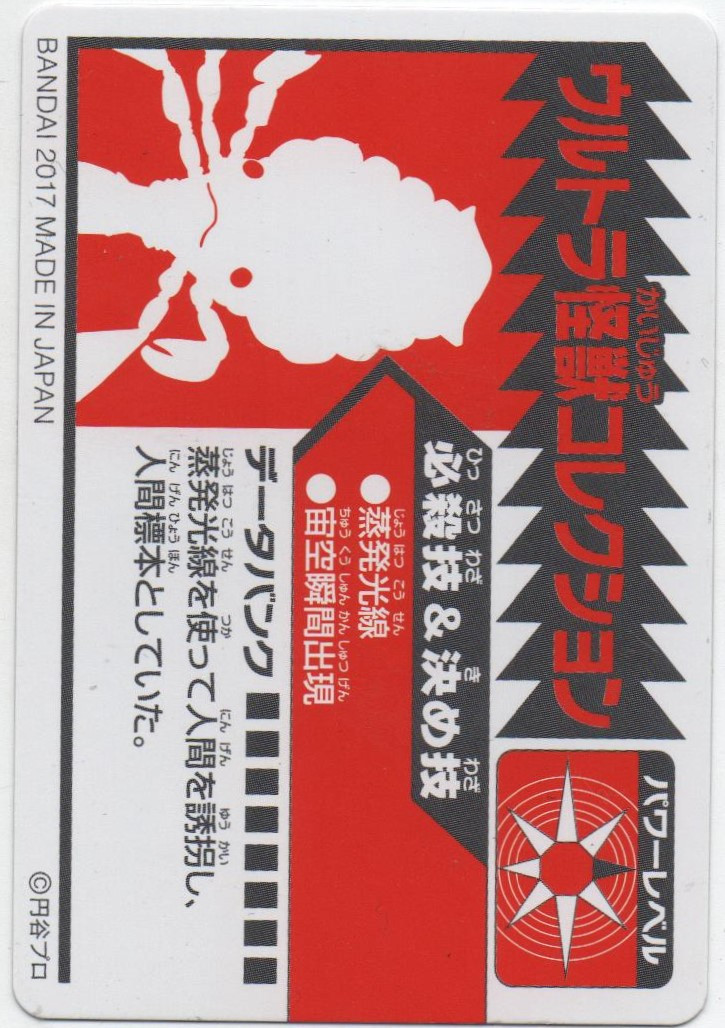 ウルトラ怪獣コレクション
かいじゅう
パワーレベル
必殺技&決め技
ひっ さつ わざ き わざ
●蒸発光線
じょう はつ こう せん
●宙空瞬間出現
ちゅう くう しゅん かん しゅつ げん
データバンク
蒸発光線を使って人間を誘拐し、
じょう はつ こう せん つか にん げん ゆう かい
人間標本としていた。
にん げん ひょう ほん
BANDAI 2017 MADE IN JAPAN
©円谷プロ